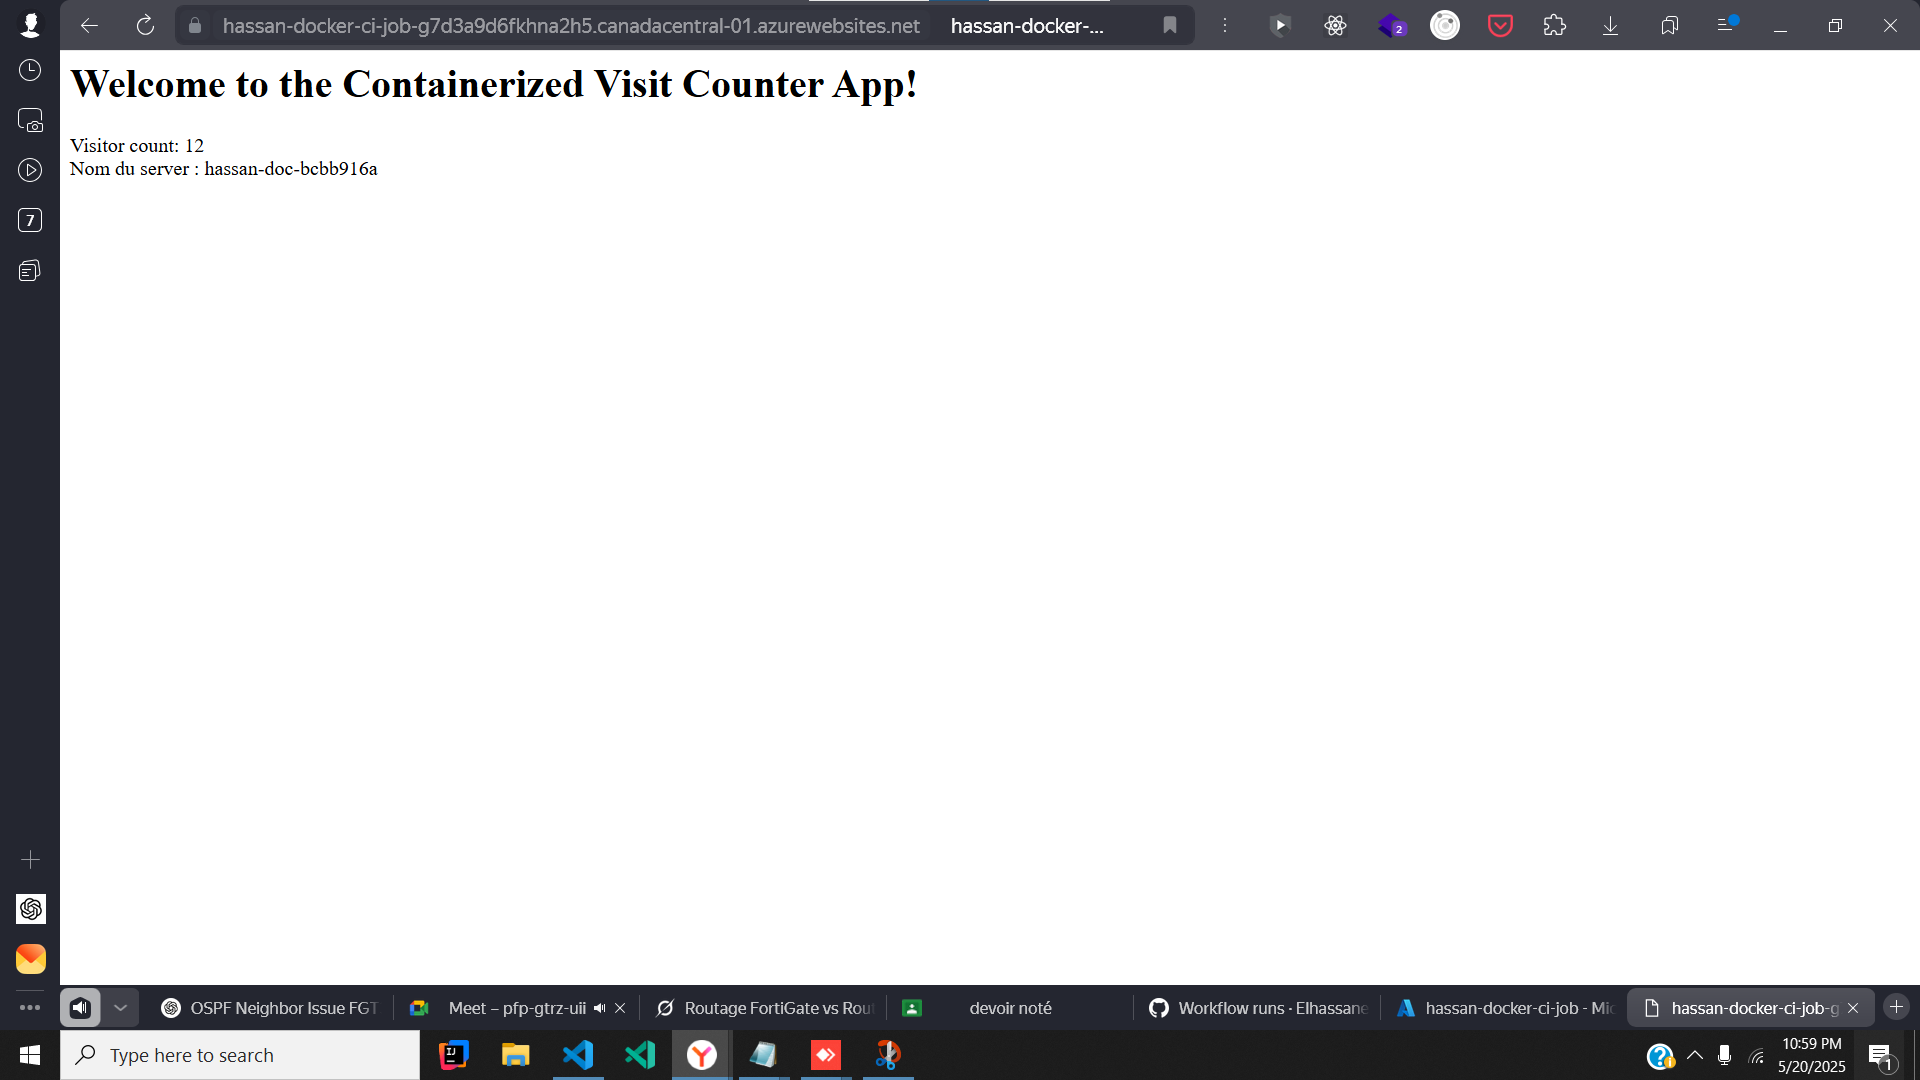 hassan-docker-ci-job-g7d3a9d6fkhna2h5.canadacentral-01.azurewebsites.net hassan-docker-...
2
Welcome to the Containerized Visit Counter App!
Visitor count: 12
Nom du server : hassan-doc-bcbb916a
7
OSPF Neighbor Issue FGT
Meet – pfp-gtrz-uii
Routage FortiGate vs Rout
devoir noté
Workflow runs · Elhassane
hassan-docker-ci-job - Mic
hassan-docker-ci-job-g
Type here to search
10:59 PM
5/20/2025
1